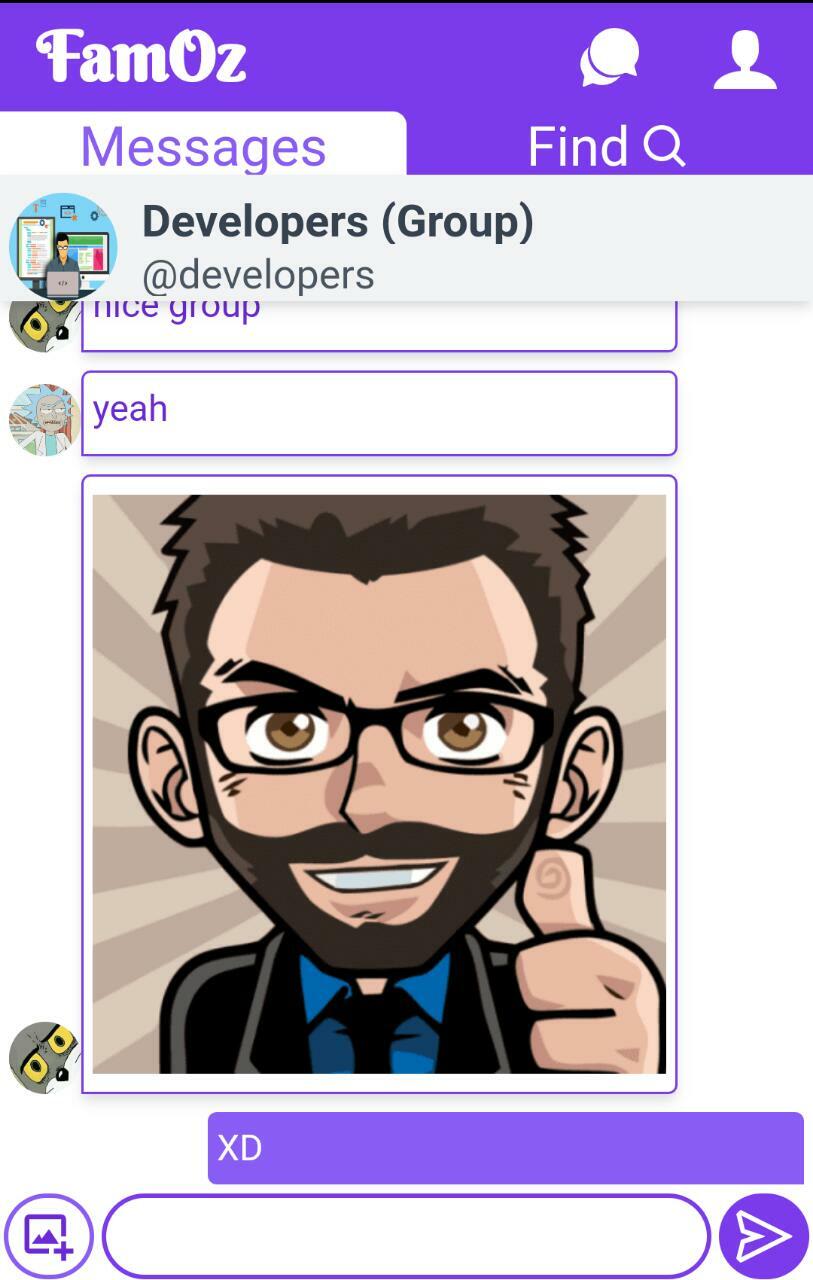 FamOz
Messages
Find
Developers (Group)
@developers
nice group
yeah
XD